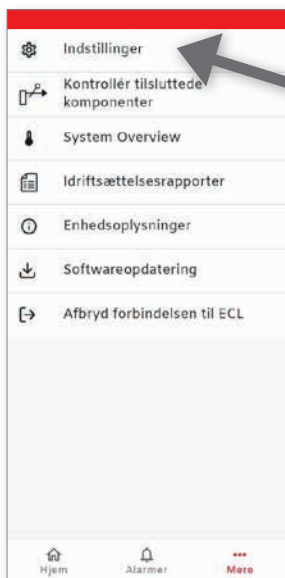 Indstillinger
Kontrollér tilsluttede
komponenter
System Overview
Idriftsættelsesrapporter
Enhedsoplysninger
Softwareopdatering
Afbryd forbindelsen til ECL
Hjem Alarmer Mere